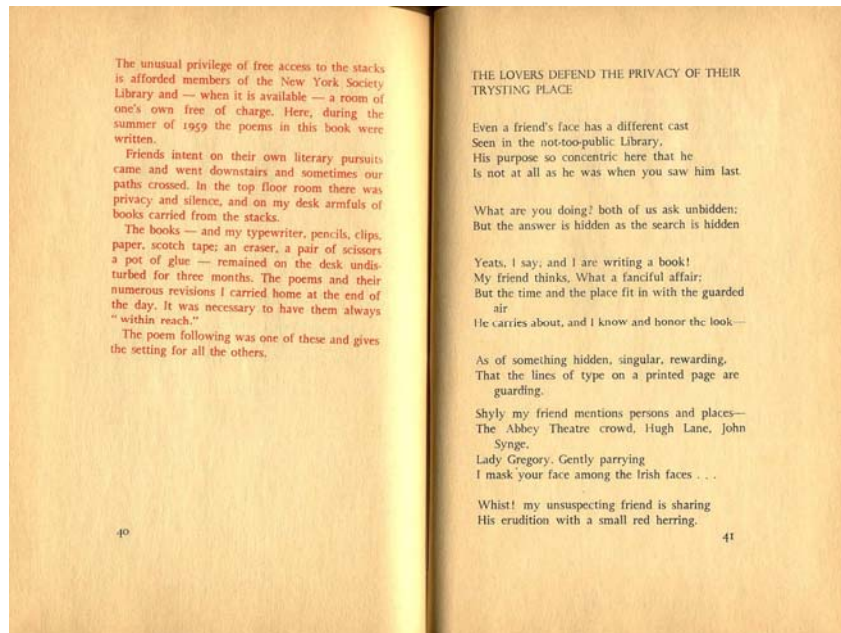 The unusual privilege of free access to the stacks
is afforded members of the New York Society
Library and — when it is available — a room of
one's own free of charge. Here, during the
summer of 1959 the poems in this book were
written.
Friends intent on their own literary pursuits
came and went downstairs and sometimes our
paths crossed. In the top floor room there was
privacy and silence, and on my desk armfuls of
books carried from the stacks.
The books — and my typewriter, pencils, clips,
paper, scotch tape; an eraser, a pair of scissors
a pot of glue — remained on the desk undis-
turbed for three months. The poems and their
numerous revisions I carried home at the end of
the day. It was necessary to have them always
“ within reach.”
The poem following was one of these and gives
the setting for all the others.
40
THE LOVERS DEFEND THE PRIVACY OF THEIR
TRYSTING PLACE
Even a friend's face has a different cast
Seen in the not-too-public Library,
His purpose so concentric here that he
Is not at all as he was when you saw him last.
What are you doing? both of us ask unbidden;
But the answer is hidden as the search is hidden
Yeats, I say; and I are writing a book!
My friend thinks, What a fanciful affair;
But the time and the place fit in with the guarded
air
He carries about, and I know and honor the look—
As of something hidden, singular, rewarding,
That the lines of type on a printed page are
guarding.
Shyly my friend mentions persons and places—
The Abbey Theatre crowd, Hugh Lane, John
Synge,
Lady Gregory. Gently parrying
I mask your face among the Irish faces . . .
Whist! my unsuspecting friend is sharing
His erudition with a small red herring.
41